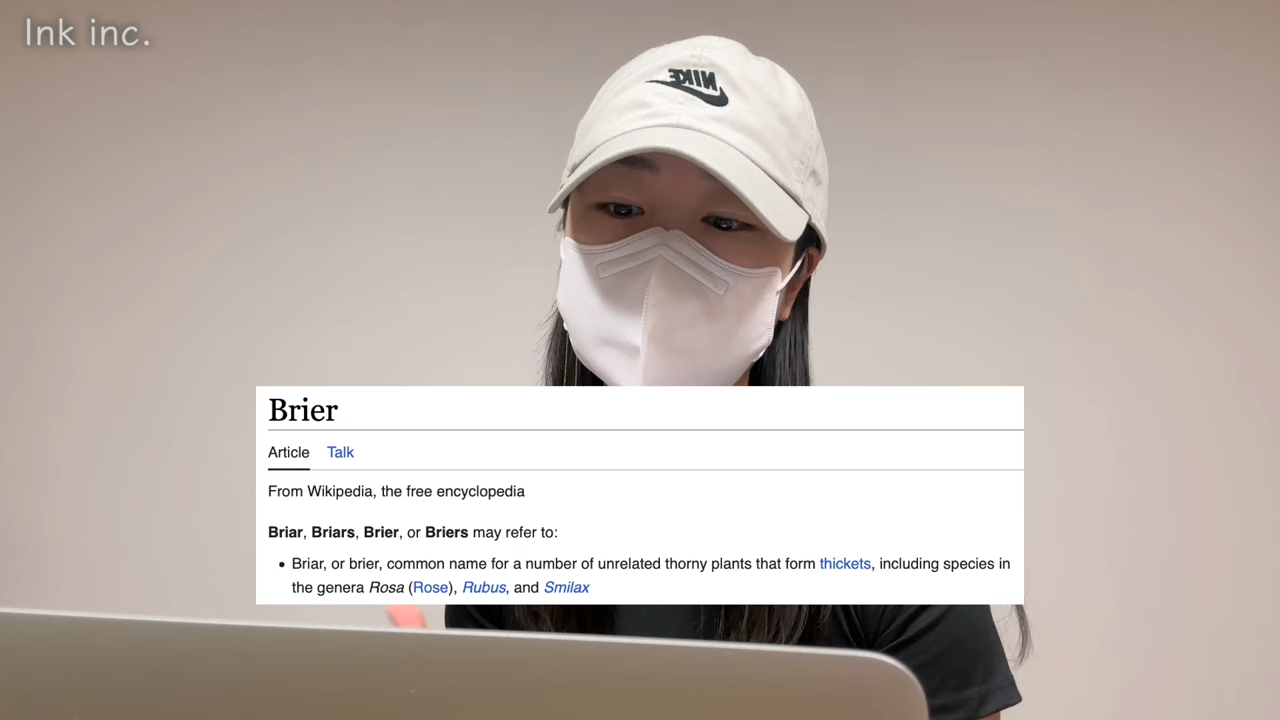 Ink inc.
NIKE
Brier
Article Talk
From Wikipedia, the free encyclopedia
Briar, Briars, Brier, or Briers may refer to:
• Briar, or brier, common name for a number of unrelated thorny plants that form thickets, including species in
the genera Rosa (Rose), Rubus, and Smilax